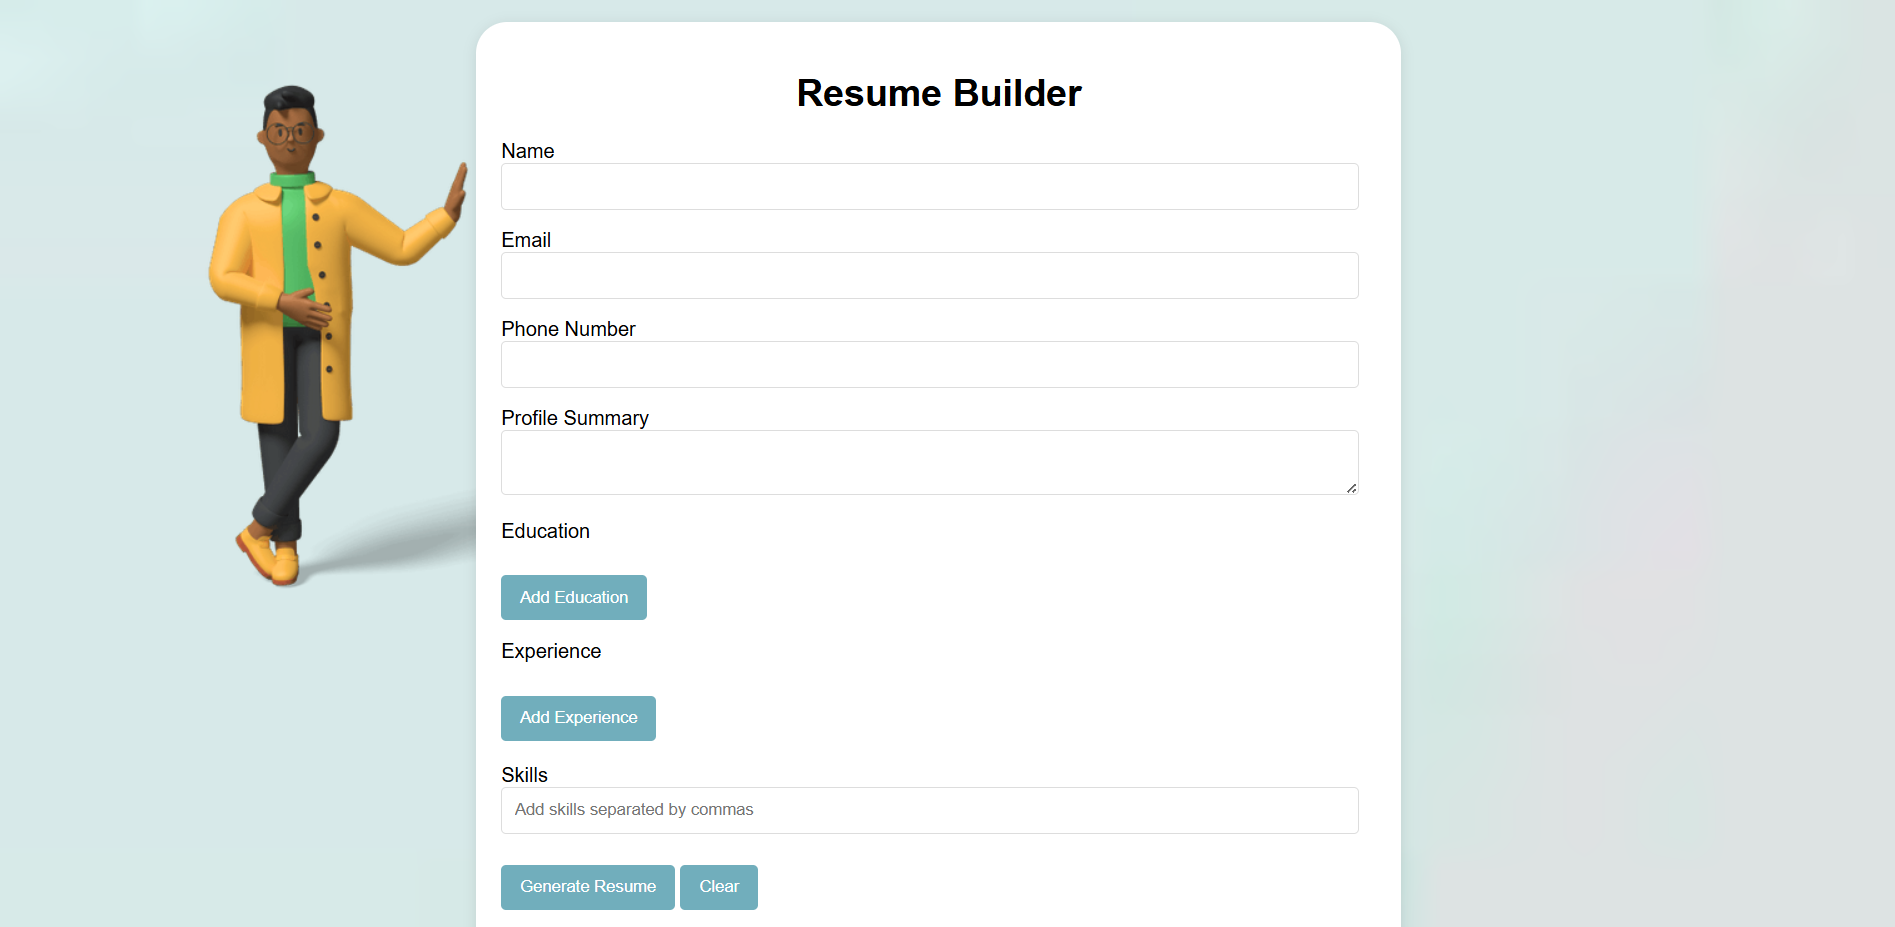 Resume Builder
Name
Email
Phone Number
Profile Summary
Education
Add Education
Experience
Add Experience
Skills
Add skills separated by commas
Generate Resume Clear